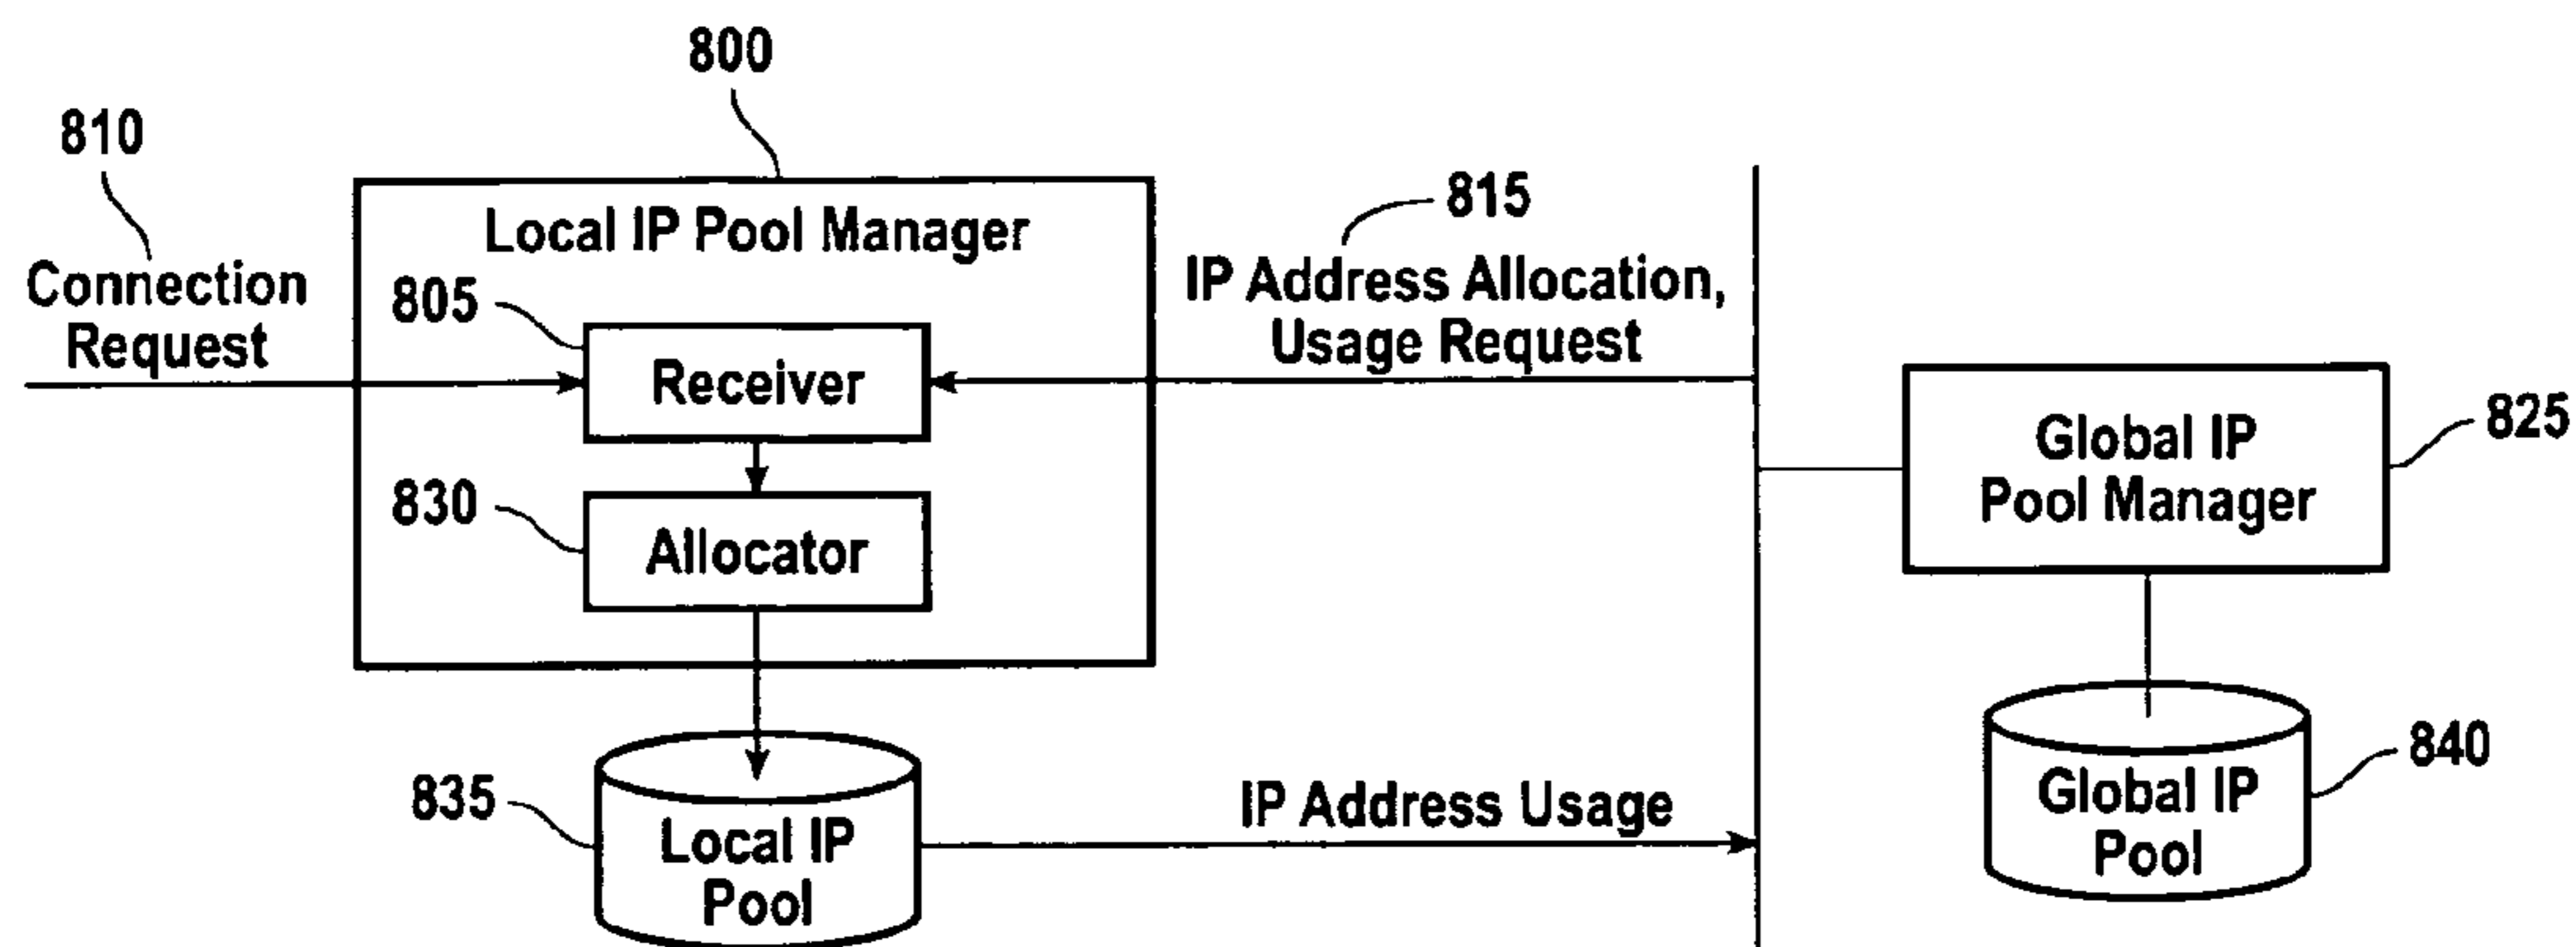 800
810
Local IP Pool Manager
815
Connection
Request
805
IP Address Allocation,
Usage Request
Receiver
Global IP
Pool Manager
825
830
Allocator
835
Local IP
Pool
IP Address Usage
Global IP
Pool
840